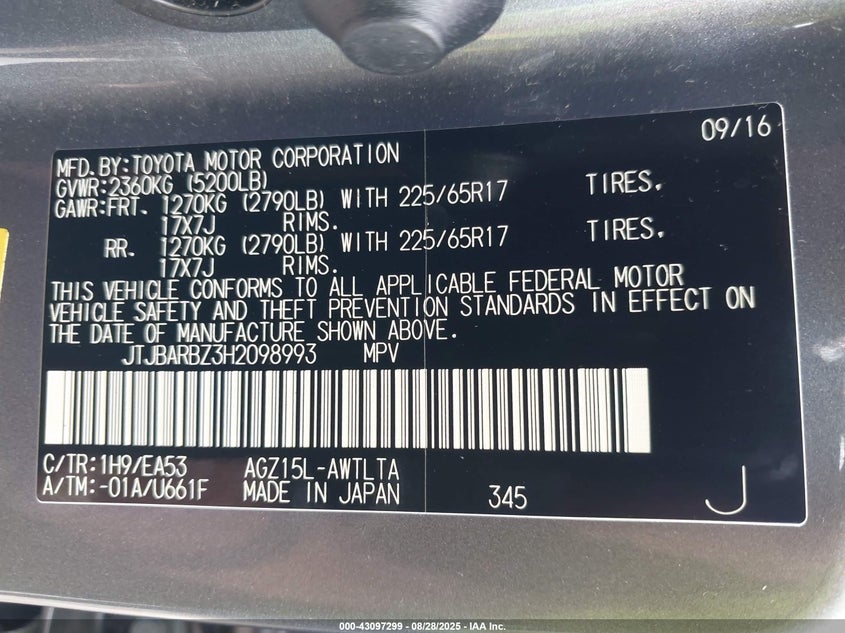 09/16
MFD.BY:TOYOTA MOTOR CORPORATION
GVWR:2360KG (5200LB)
GAWR:FRT. 1270KG (2790LB) WITH 225/65R17 TIRES.
17X7J RIMS.
RR. 1270KG (2790LB) WITH 225/65R17 TIRES.
17X7J RIMS.
THIS VEHICLE CONFORMS TO ALL APPLICABLE FEDERAL MOTOR
VEHICLE SAFETY AND THEFT PREVENTION STANDARDS IN EFFECT ON
THE DATE OF MANUFACTURE SHOWN ABOVE.
JTJBARBZ3H2098993 MPV
C/TR:1H9/EA53 AGZ15L-AWTLTA
A/TM:-01A/U661F MADE IN JAPAN 345 J
000-43097299 - 08/28/2025 - IAA Inc.